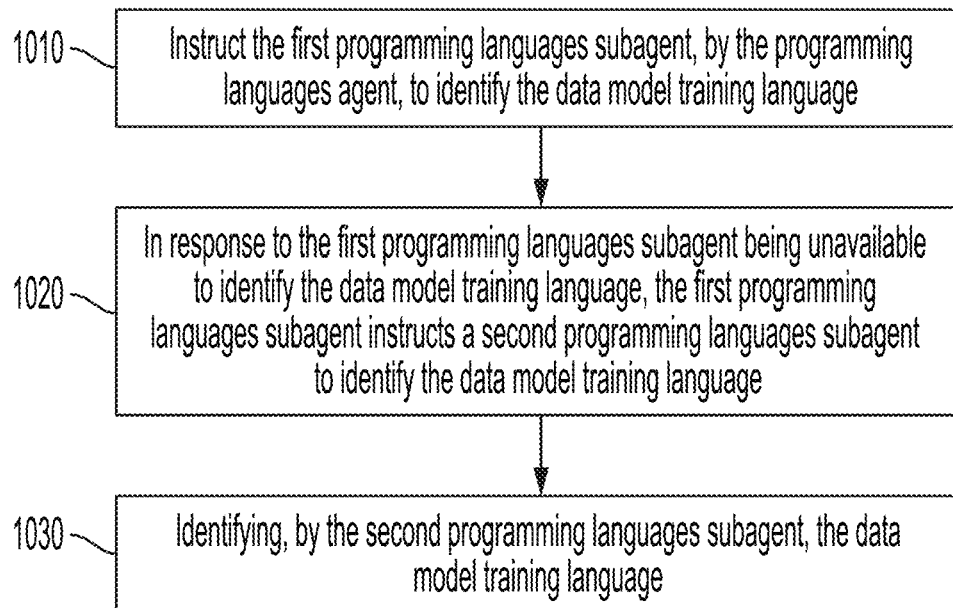 1010
Instruct the first programming languages subagent, by the programming
languages agent, to identify the data model training language
1020
In response to the first programming languages subagent being unavailable
to identify the data model training language, the first programming
languages subagent instructs a second programming languages subagent
to identify the data model training language
1030
Identifying, by the second programming languages subagent, the data
model training language